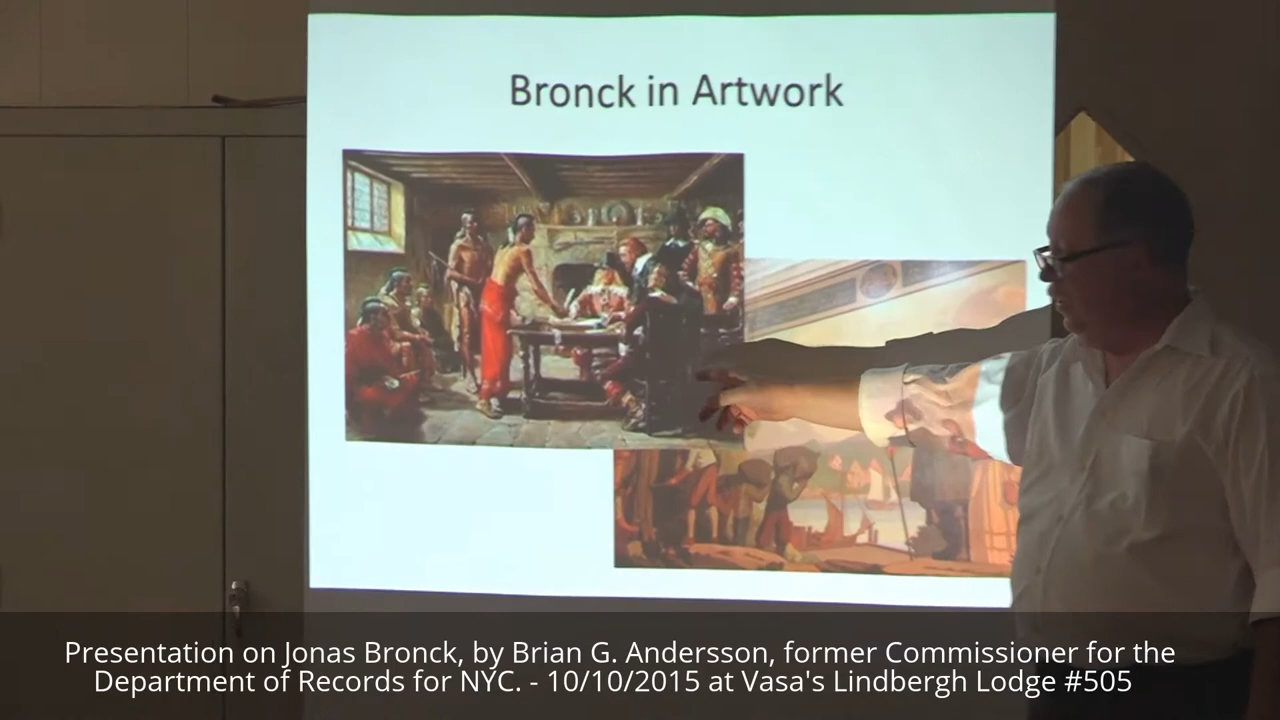 Bronck in Artwork
Presentation on Jonas Bronck, by Brian G. Andersson, former Commissioner for the
Department of Records for NYC. - 10/10/2015 at Vasa's Lindbergh Lodge #505